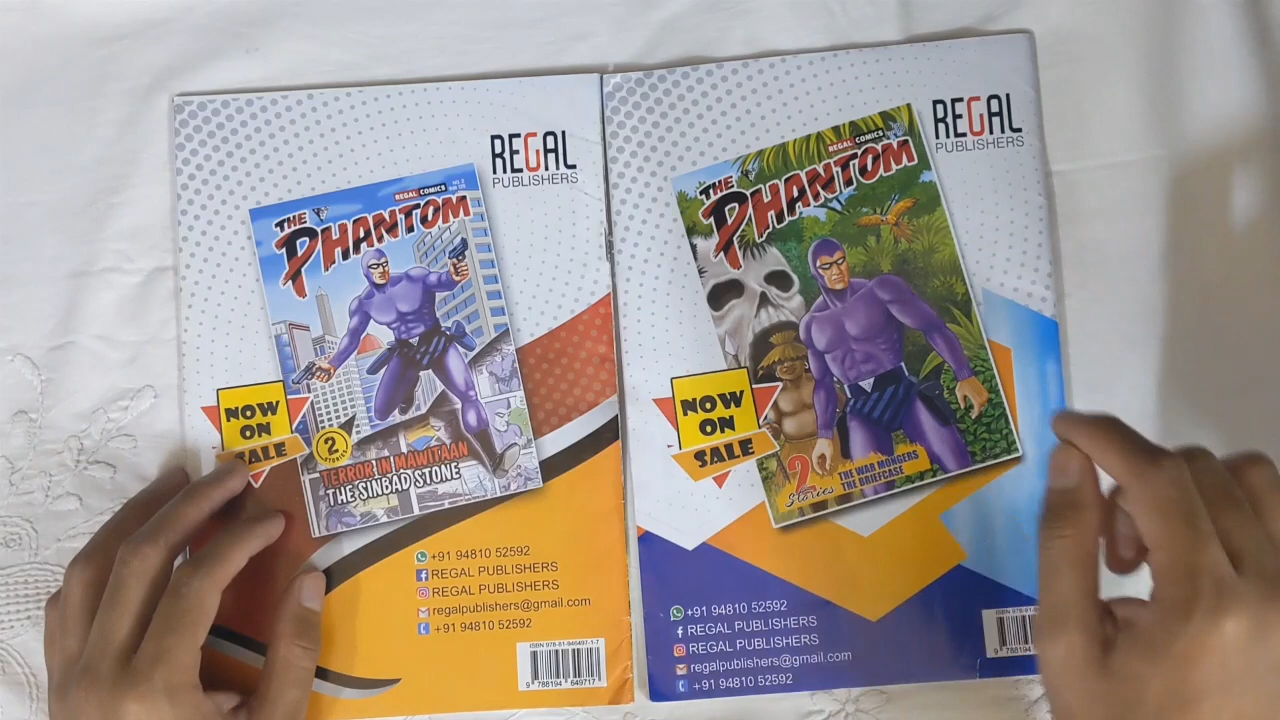 REGAL
PUBLISHERS
REGAL COMICS
NO. 2
THE
PHANTOM
2
STORIES
TERROR IN MAWITAAN
THE SINBAD STONE
NOW
ON
SALE
+91 94810 52592
REGAL PUBLISHERS
REGAL PUBLISHERS
regalpublishers@gmail.com
+91 94810 52592
ISBN 978-81-946497-1-7
9 788194 649717
REGAL
PUBLISHERS
REGAL COMICS
THE
PHANTOM
2
Stories
THE WAR MONGERS
THE BRIEFCASE
NOW
ON
SALE
+91 94810 52592
REGAL PUBLISHERS
REGAL PUBLISHERS
regalpublishers@gmail.com
+91 94810 52592
ISBN 978-81-
9 788194